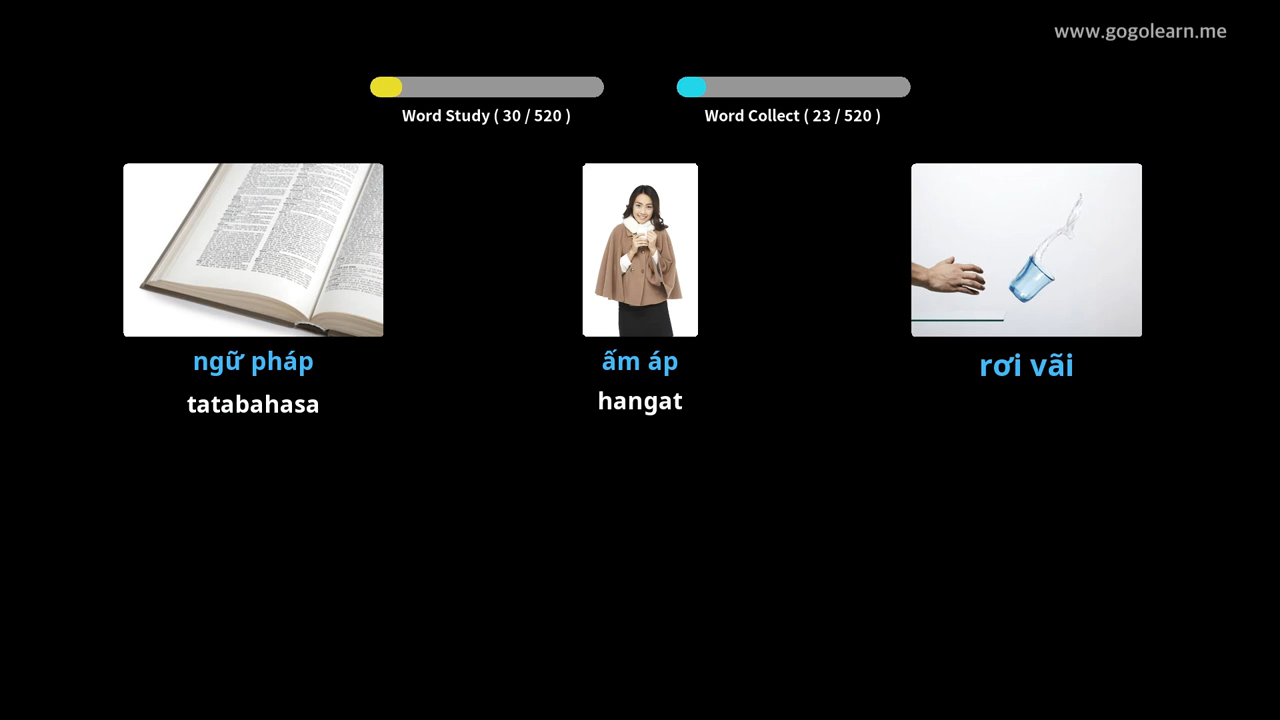 www.gogolearn.me
Word Study ( 30 / 520 )
Word Collect ( 23 / 520 )
ngữ pháp
tatabahasa
ấm áp
hangat
rơi vãi